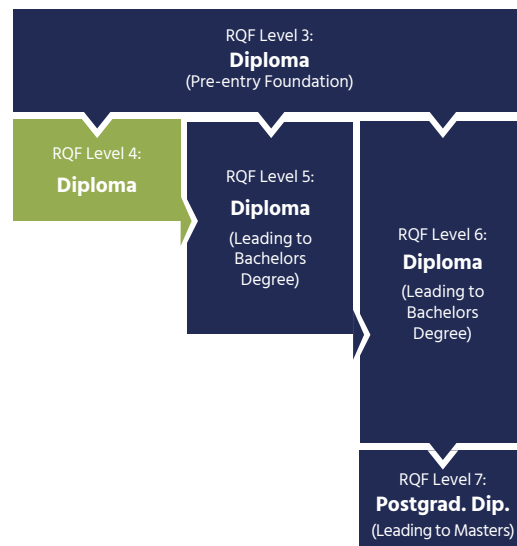 RQF Level 3:
Diploma
(Pre-entry Foundation)
RQF Level 4:
Diploma
RQF Level 5:
Diploma
(Leading to
Bachelors
Degree)
RQF Level 6:
Diploma
(Leading to
Bachelors
Degree)
RQF Level 7:
Postgrad. Dip.
(Leading to Masters)